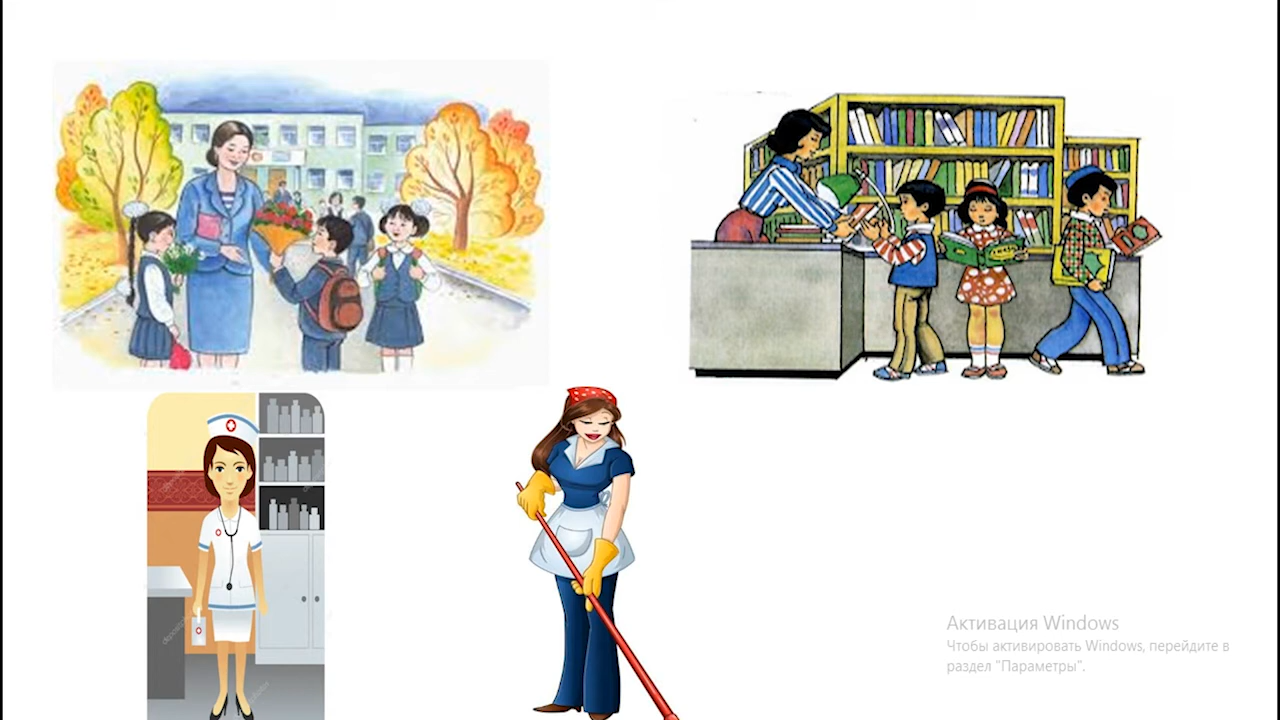 Активация Windows
Чтобы активировать Windows, перейдите в
раздел "Параметры".